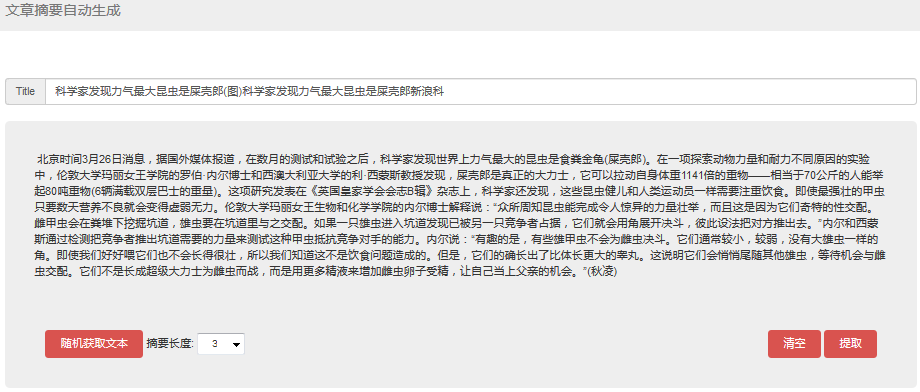 文章摘要自动生成
Title
科学家发现力气最大昆虫是屎壳郎(图)科学家发现力气最大昆虫是屎壳郎新浪科
北京时间3月26日消息，据国外媒体报道，在数月的测试和试验之后，科学家发现世界上力气最大的昆虫是食粪金龟(屎壳郎)。在一项探索动物力量和耐力不同原因的实验
中，伦敦大学玛丽女王学院的罗伯·内尔博士和西澳大利亚大学的利·西蒙斯教授发现，屎壳郎是真正的大力士，它可以拉动自身体重1141倍的重物——相当于70公斤的人能举
起80吨重物(6辆满载双层巴士的重量)。这项研究发表在《英国皇家学会会志B辑》杂志上，科学家还发现，这些昆虫健儿和人类运动员一样需要注重饮食。即使最强壮的甲虫
只要数天营养不良就会变得虚弱无力。伦敦大学玛丽女王生物和化学学院的内尔博士解释说：“众所周知昆虫能完成令人惊异的力量壮举，而且这是因为它们奇特的性交配。
雌甲虫会在粪堆下挖掘坑道，雄虫要在坑道里与之交配。如果一只雄虫进入坑道发现已被另一只竞争者占据，它们就会用角展开决斗，彼此设法把对方推出去。”内尔和西蒙
斯通过检测把竞争者推出坑道需要的力量来测试这种甲虫抵抗竞争对手的能力。内尔说：“有趣的是，有些雄甲虫不会为雌虫决斗。它们通常较小，较弱，没有大雄虫一样的
角。即使我们好好喂它们也不会长得很壮，所以我们知道这不是饮食问题造成的。但是，它们的确长出了比体长更大的睾丸。这说明它们会悄悄尾随其他雄虫，等待机会与雌
虫交配。它们不是长成超级大力士为雌虫而战，而是用更多精液来增加雌虫卵子受精，让自己当上父亲的机会。”(秋凌)
随机获取文本 摘要长度: 3 清空 提取